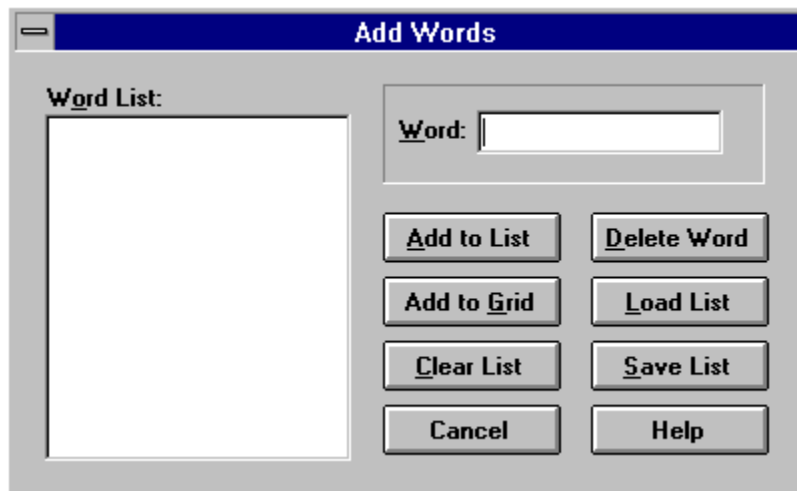 Add Words
Word List:
Word:
Add to List
Delete Word
Add to Grid
Load List
Clear List
Save List
Cancel
Help